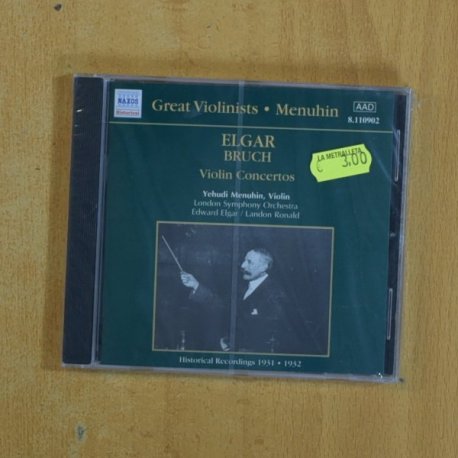 NAXOS
Historical
Great Violinists • Menuhin
AAD
8.110902
ELGAR
BRUCH
Violin Concertos
LA METRALLETA
€ 3,00
Yehudi Menuhin, Violin
London Symphony Orchestra
Edward Elgar / Landon Ronald
Historical Recordings 1931 • 1932